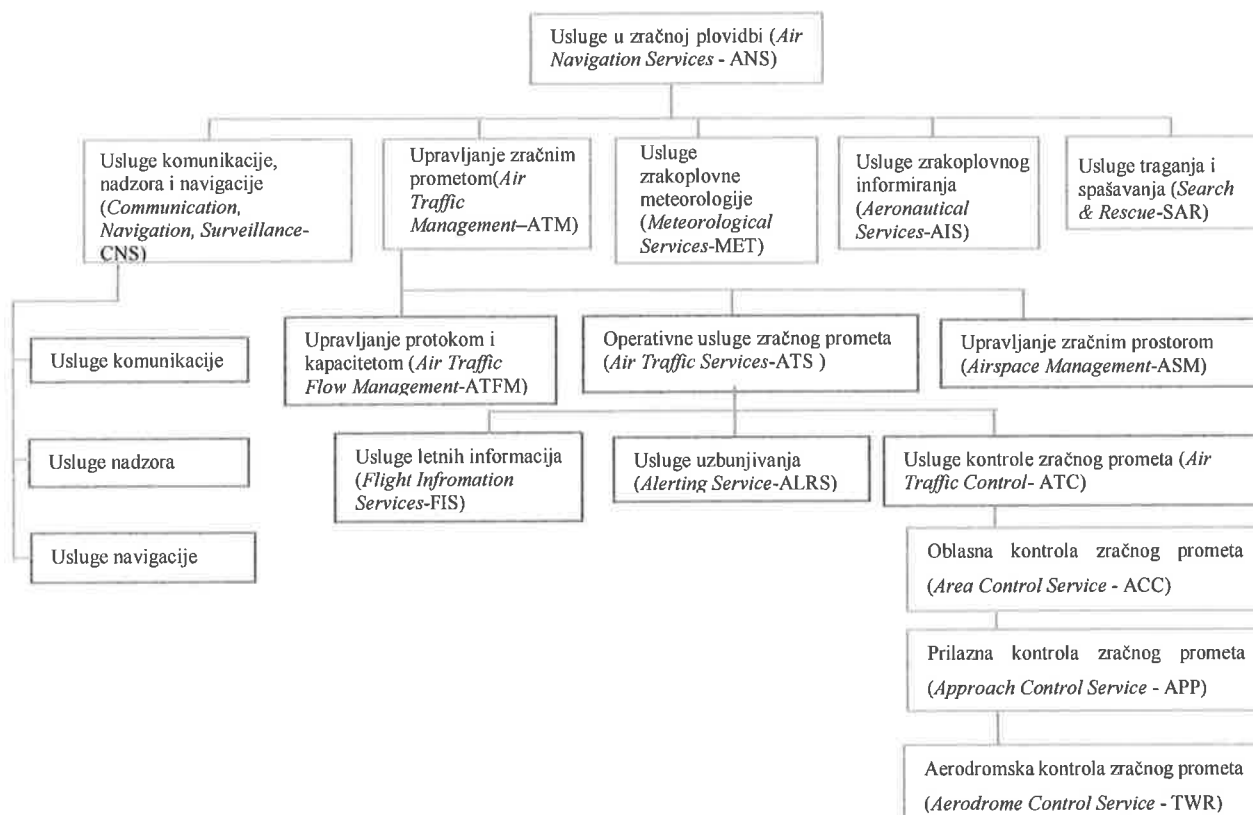 Usluge u zračnoj plovidbi (Air
Navigation Services - ANS)
Usluge komunikacije,
nadzora i navigacije
(Communication,
Navigation, Surveillance-
CNS)
Upravljanje zračnim
prometom(Air
Traffic
Management–ATM)
Usluge
zrakoplovne
meteorologije
(Meteorological
Services-MET)
Usluge zrakoplovnog
informiranja
(Aeronautical
Services-AIS)
Usluge traganja i
spašavanja (Search
& Rescue-SAR)
Usluge komunikacije
Usluge nadzora
Usluge navigacije
Upravljanje protokom i
kapacitetom (Air Traffic
Flow Management-ATFM)
Operativne usluge zračnog prometa
(Air Traffic Services-ATS )
Upravljanje zračnim prostorom
(Airspace Management-ASM)
Usluge letnih informacija
(Flight Infromation
Services-FIS)
Usluge uzbunjivanja
(Alerting Service-ALRS)
Usluge kontrole zračnog prometa (Air
Traffic Control- ATC)
Oblasna kontrola zračnog prometa
(Area Control Service - ACC)
Prilazna kontrola zračnog prometa
(Approach Control Service - APP)
Aerodromska kontrola zračnog prometa
(Aerodrome Control Service - TWR)